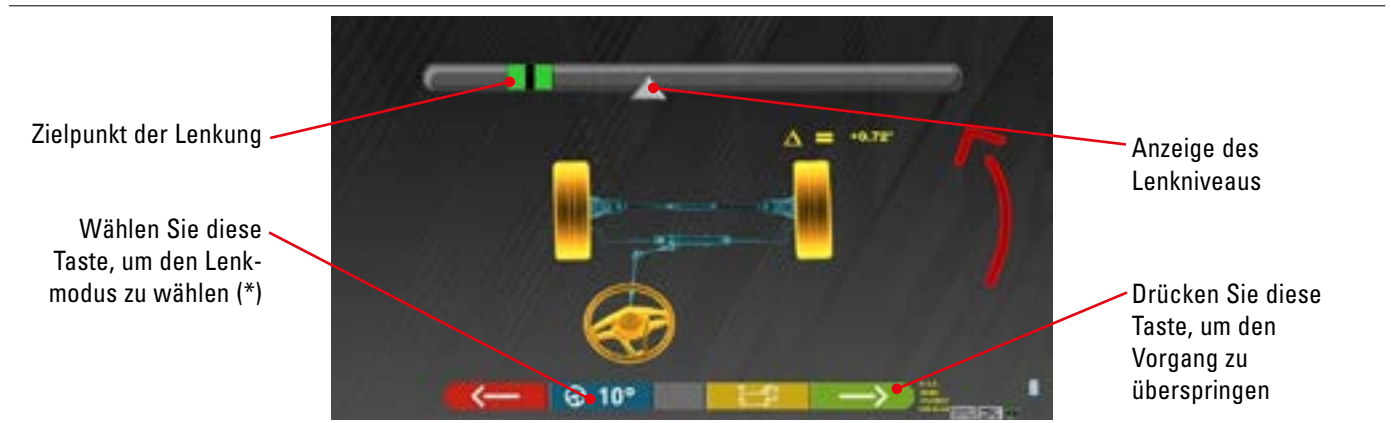 Zielpunkt der Lenkung
Wählen Sie diese
Taste, um den Lenk-
modus zu wählen (*)
+0.72°
10°
Anzeige des
Lenkniveaus
Drücken Sie diese
Taste, um den
Vorgang zu
überspringen